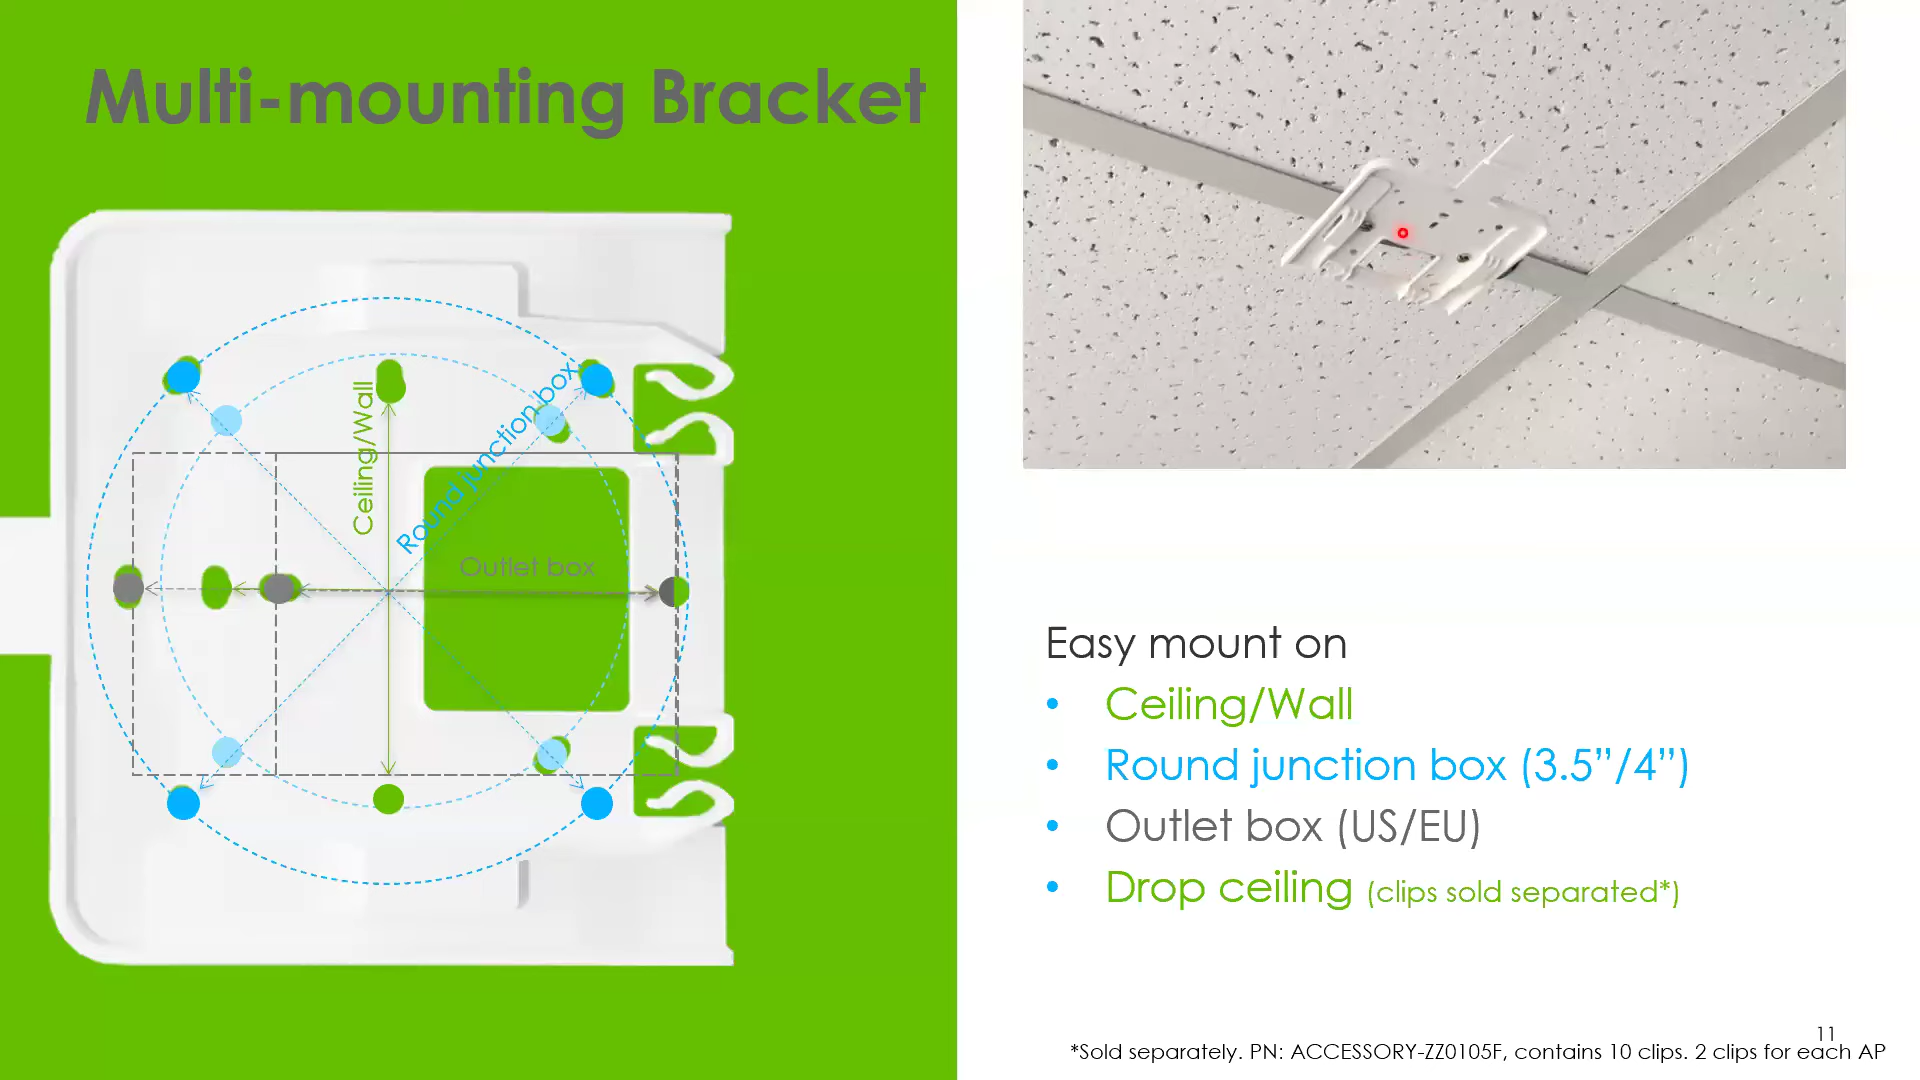 Multi-mounting Bracket
Ceiling/Wall
Round junction box
Outlet box
Easy mount on
• Ceiling/Wall
• Round junction box (3.5”/4”)
• Outlet box (US/EU)
• Drop ceiling (clips sold separated*)
11
*Sold separately. PN: ACCESSORY-ZZ0105F, contains 10 clips. 2 clips for each AP